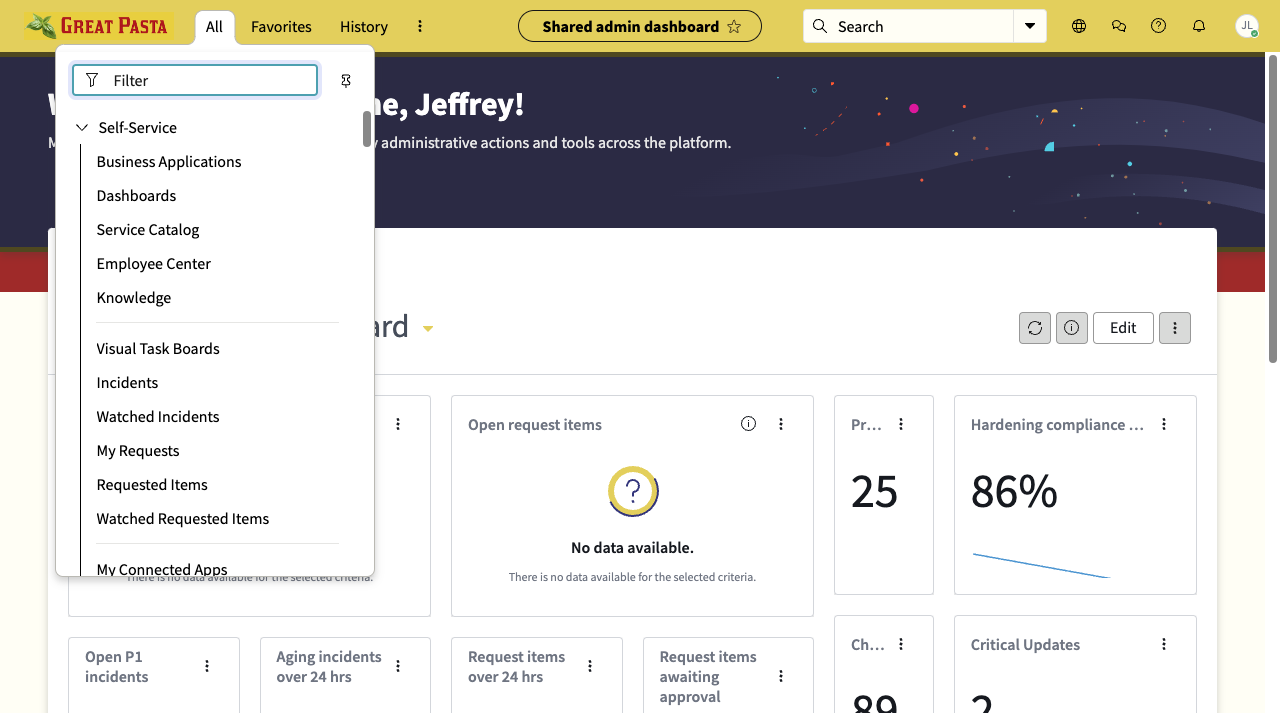 GREAT PASTA
All
Favorites
History
Shared admin dashboard
Search
JL
Filter
Self-Service
Business Applications
Dashboards
Service Catalog
Employee Center
Knowledge
Visual Task Boards
Incidents
Watched Incidents
My Requests
Requested Items
Watched Requested Items
My Connected Apps
Jeffrey!
administrative actions and tools across the platform.
Edit
Open request items
No data available.
There is no data available for the selected criteria.
There is no data available for the selected criteria.
Pr...
25
Hardening compliance ...
86%
Open P1
incidents
Aging incidents
over 24 hrs
Request items
over 24 hrs
Request items
awaiting
approval
Ch...
89
Critical Updates
2